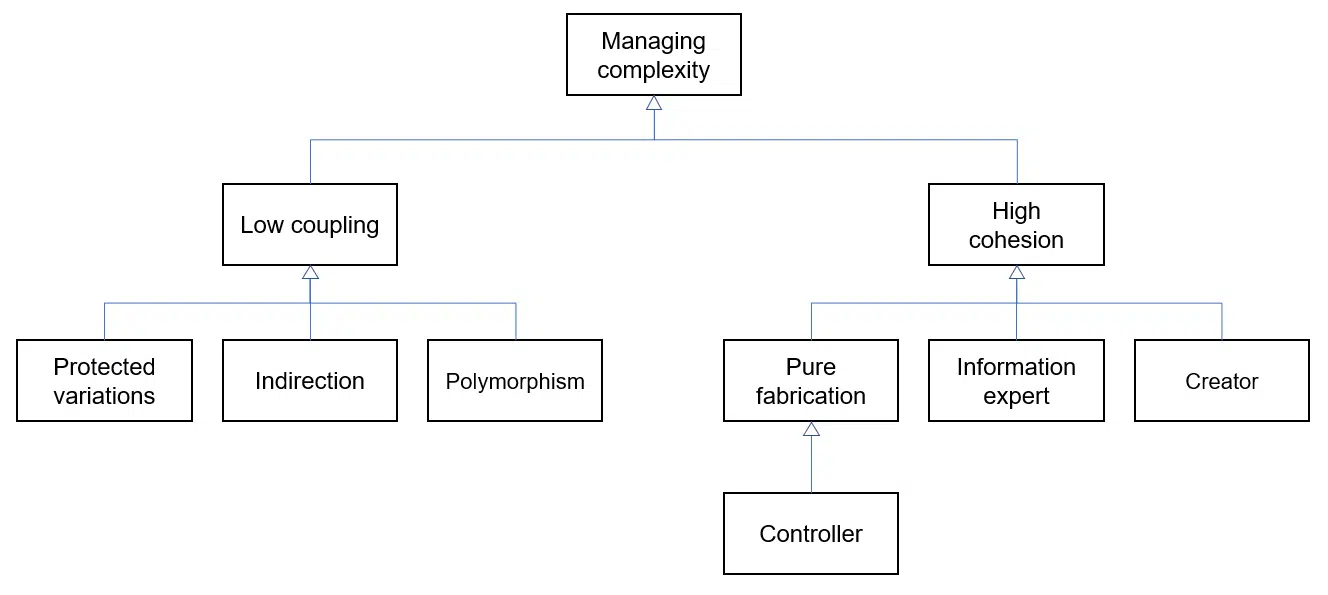 Managing
complexity
Low coupling
High
cohesion
Protected
variations
Indirection
Polymorphism
Pure
fabrication
Information
expert
Creator
Controller